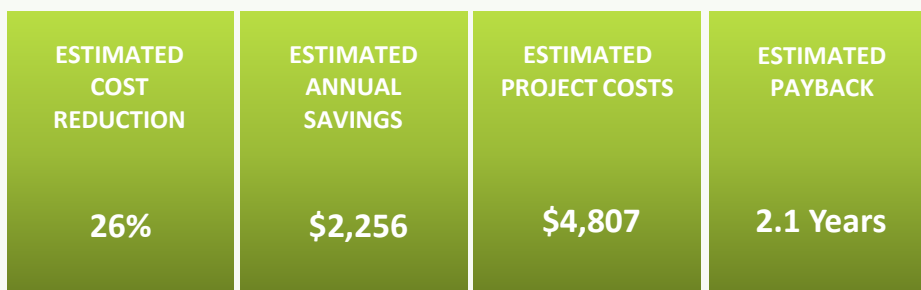 ESTIMATED
COST
REDUCTION
26%
ESTIMATED
ANNUAL
SAVINGS
$2,256
ESTIMATED
PROJECT COSTS
$4,807
ESTIMATED
PAYBACK
2.1 Years